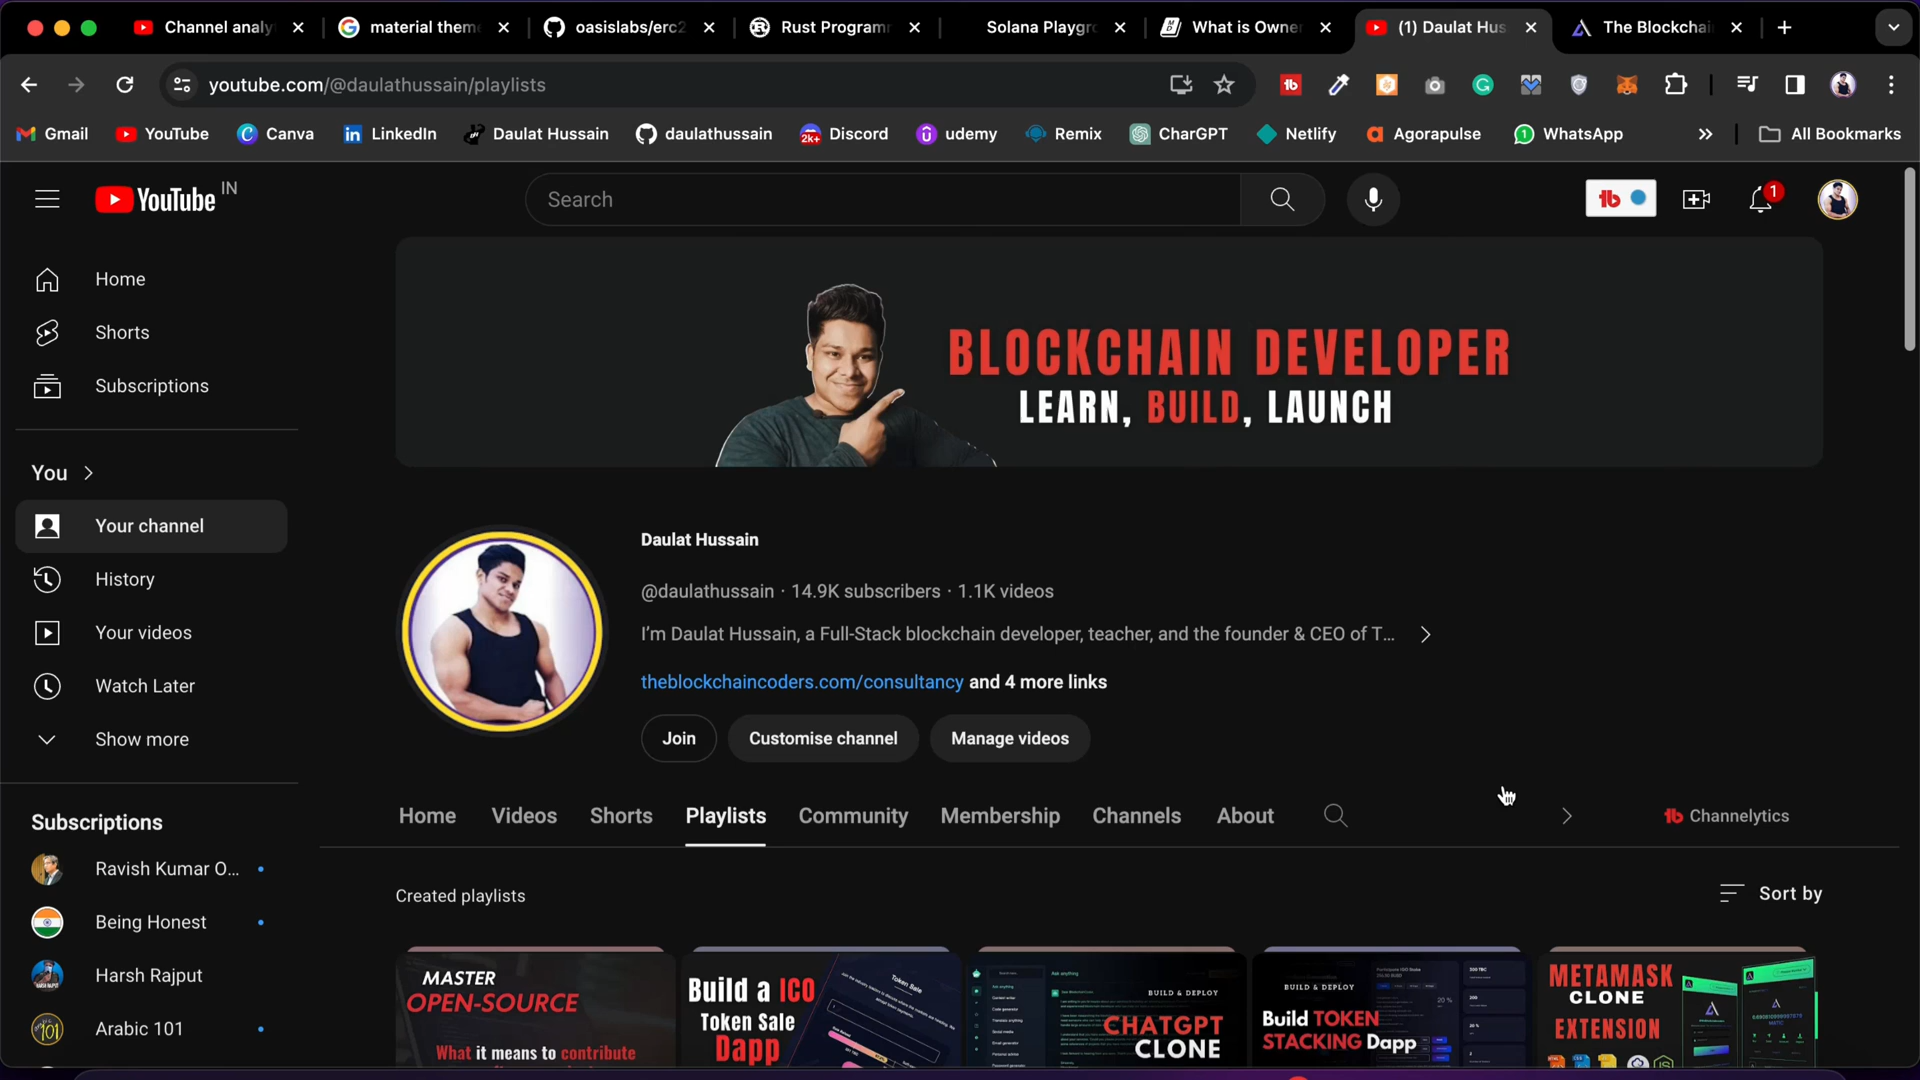 Channel analy
material them
oasislabs/erc2
Rust Programm
Solana Playgr
What is Owne
(1) Daulat Hus
The Blockchai
youtube.com/@daulathussain/playlists
Gmail
YouTube
Canva
LinkedIn
Daulat Hussain
daulathussain
Discord
udemy
Remix
CharGPT
Netlify
Agorapulse
WhatsApp
All Bookmarks
YouTube IN
Search
1
Home
Shorts
Subscriptions
You
Your channel
History
Your videos
Watch Later
Show more
Subscriptions
Ravish Kumar O...
Being Honest
Harsh Rajput
Arabic 101
BLOCKCHAIN DEVELOPER
LEARN, BUILD, LAUNCH
Daulat Hussain
@daulathussain · 14.9K subscribers · 1.1K videos
I'm Daulat Hussain, a Full-Stack blockchain developer, teacher, and the founder & CEO of T...
theblockchaincoders.com/consultancy and 4 more links
Join
Customise channel
Manage videos
Home
Videos
Shorts
Playlists
Community
Membership
Channels
About
Channelytics
Created playlists
Sort by
MASTER
OPEN-SOURCE
What it means to contribute
Build a ICO
Token Sale
Dapp
Token Sale
BUILD & DEPLOY
CHATGPT
CLONE
BUILD & DEPLOY
Build TOKEN
STACKING Dapp
METAMASK
CLONE
EXTENSION